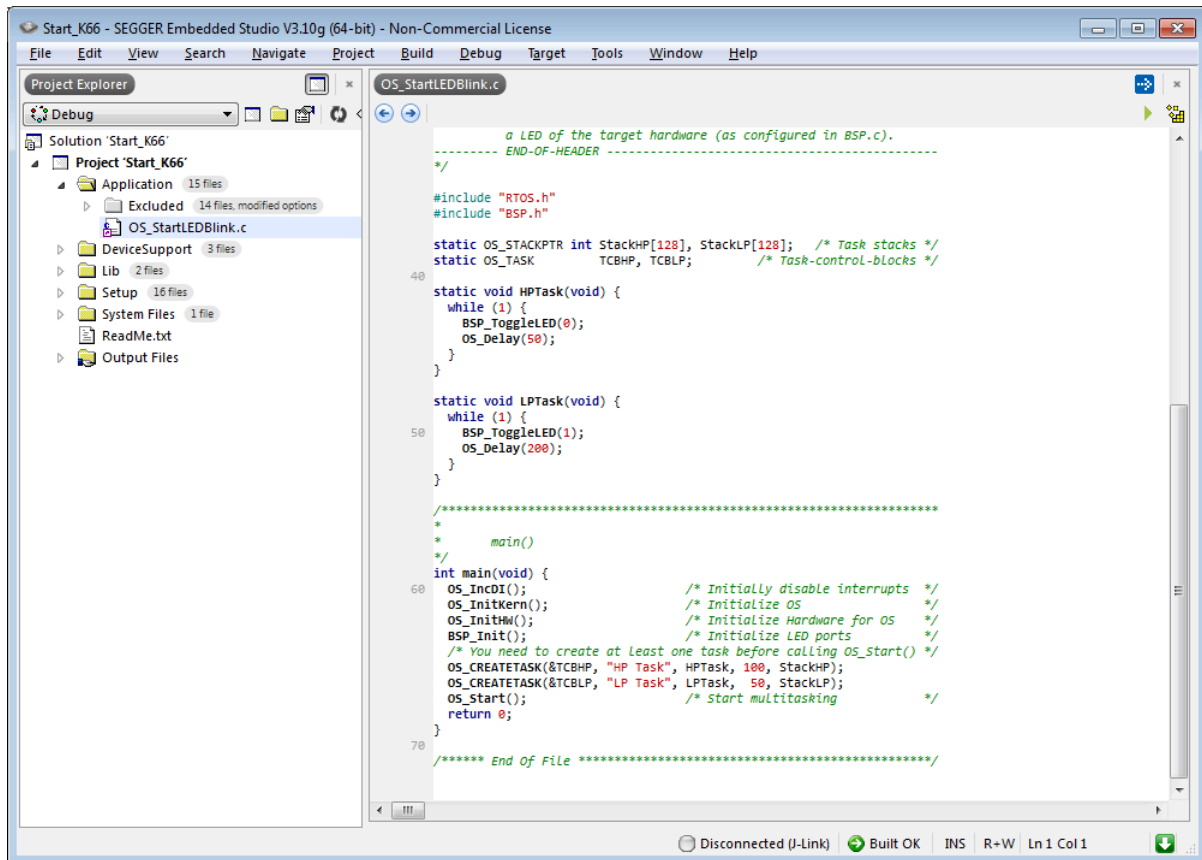 Start_K66 - SEGGER Embedded Studio V3.10g (64-bit) - Non-Commercial License
File Edit View Search Navigate Project Build Debug Target Tools Window Help
Project Explorer
Debug
Solution 'Start_K66'
Project 'Start_K66'
Application 15 files
Excluded 14 files, modified options
OS_StartLEDBlink.c
DeviceSupport 3 files
Lib 2 files
Setup 16 files
System Files 1 file
ReadMe.txt
Output Files
OS_StartLEDBlink.c
a LED of the target hardware (as configured in BSP.c).
--------- END-OF-HEADER ---------------------------------------------
*/
#include "RTOS.h"
#include "BSP.h"
static OS_STACKPTR int StackHP[128], StackLP[128];   /* Task stacks */
40 static OS_TASK         TCBHP, TCBLP;         /* Task-control-blocks */
static void HPTask(void) {
  while (1) {
    BSP_ToggleLED(0);
    OS_Delay(50);
  }
}
static void LPTask(void) {
  while (1) {
50     BSP_ToggleLED(1);
    OS_Delay(200);
  }
}
/*********************************************************************
*
*       main()
*/
int main(void) {
60   OS_IncDI();                      /* Initially disable interrupts  */
  OS_InitKern();                   /* Initialize OS                 */
  OS_InitHW();                     /* Initialize Hardware for OS    */
  BSP_Init();                      /* Initialize LED ports          */
  /* You need to create at least one task before calling OS_Start() */
  OS_CREATETASK(&TCBHP, "HP Task", HPTask, 100, StackHP);
  OS_CREATETASK(&TCBLP, "LP Task", LPTask,  50, StackLP);
  OS_Start();                      /* Start multitasking            */
  return 0;
}
70
/****** End Of File *************************************************/
Disconnected (J-Link) Built OK INS R+W Ln 1 Col 1